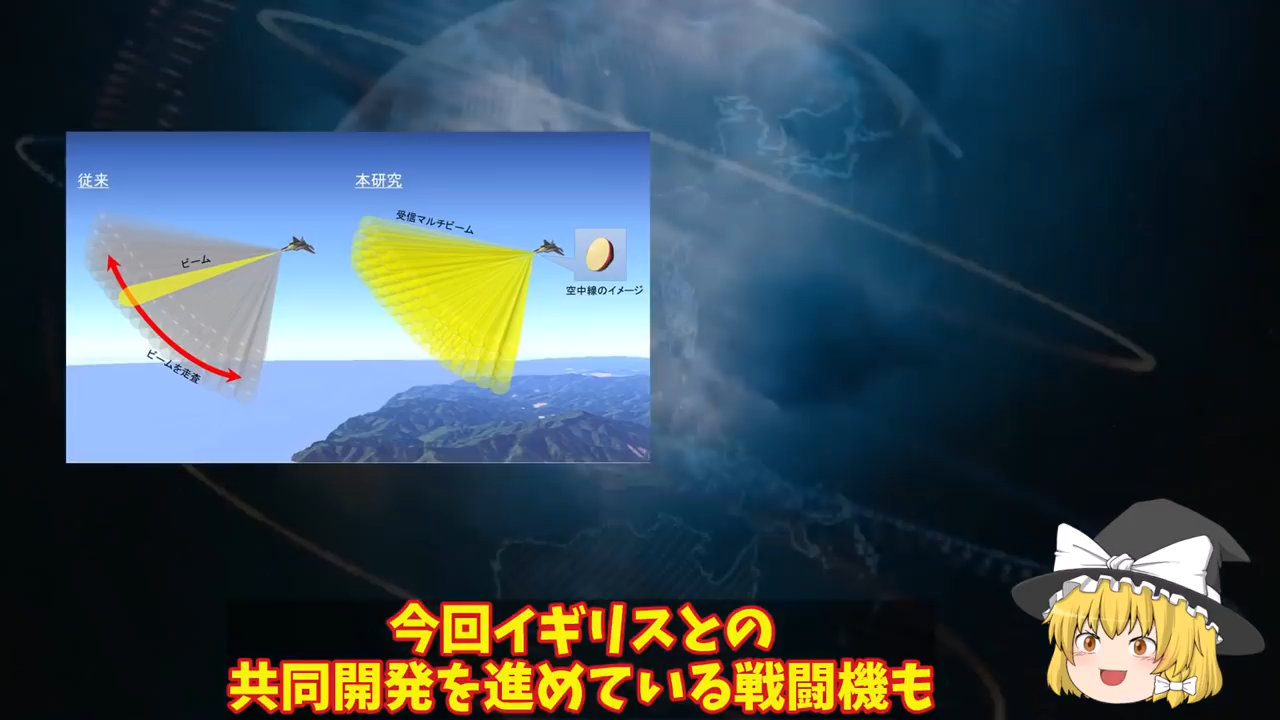 従来
本研究
受信マルチビーム
ビーム
空中線のイメージ
ビームを走査
今回イギリスとの
共同開発を進めている戦闘機も